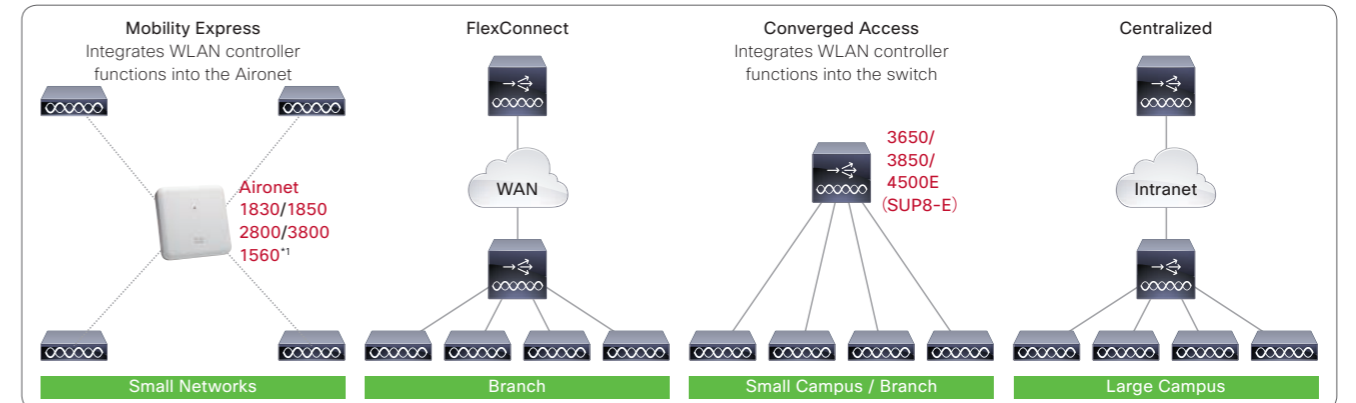 Mobility Express
Integrates WLAN controller
functions into the Aironet
Aironet
1830/1850
2800/3800
1560*1
Small Networks
FlexConnect
WAN
Branch
Converged Access
Integrates WLAN controller
functions into the switch
3650/
3850/
4500E
(SUP8-E)
Small Campus / Branch
Centralized
Intranet
Large Campus